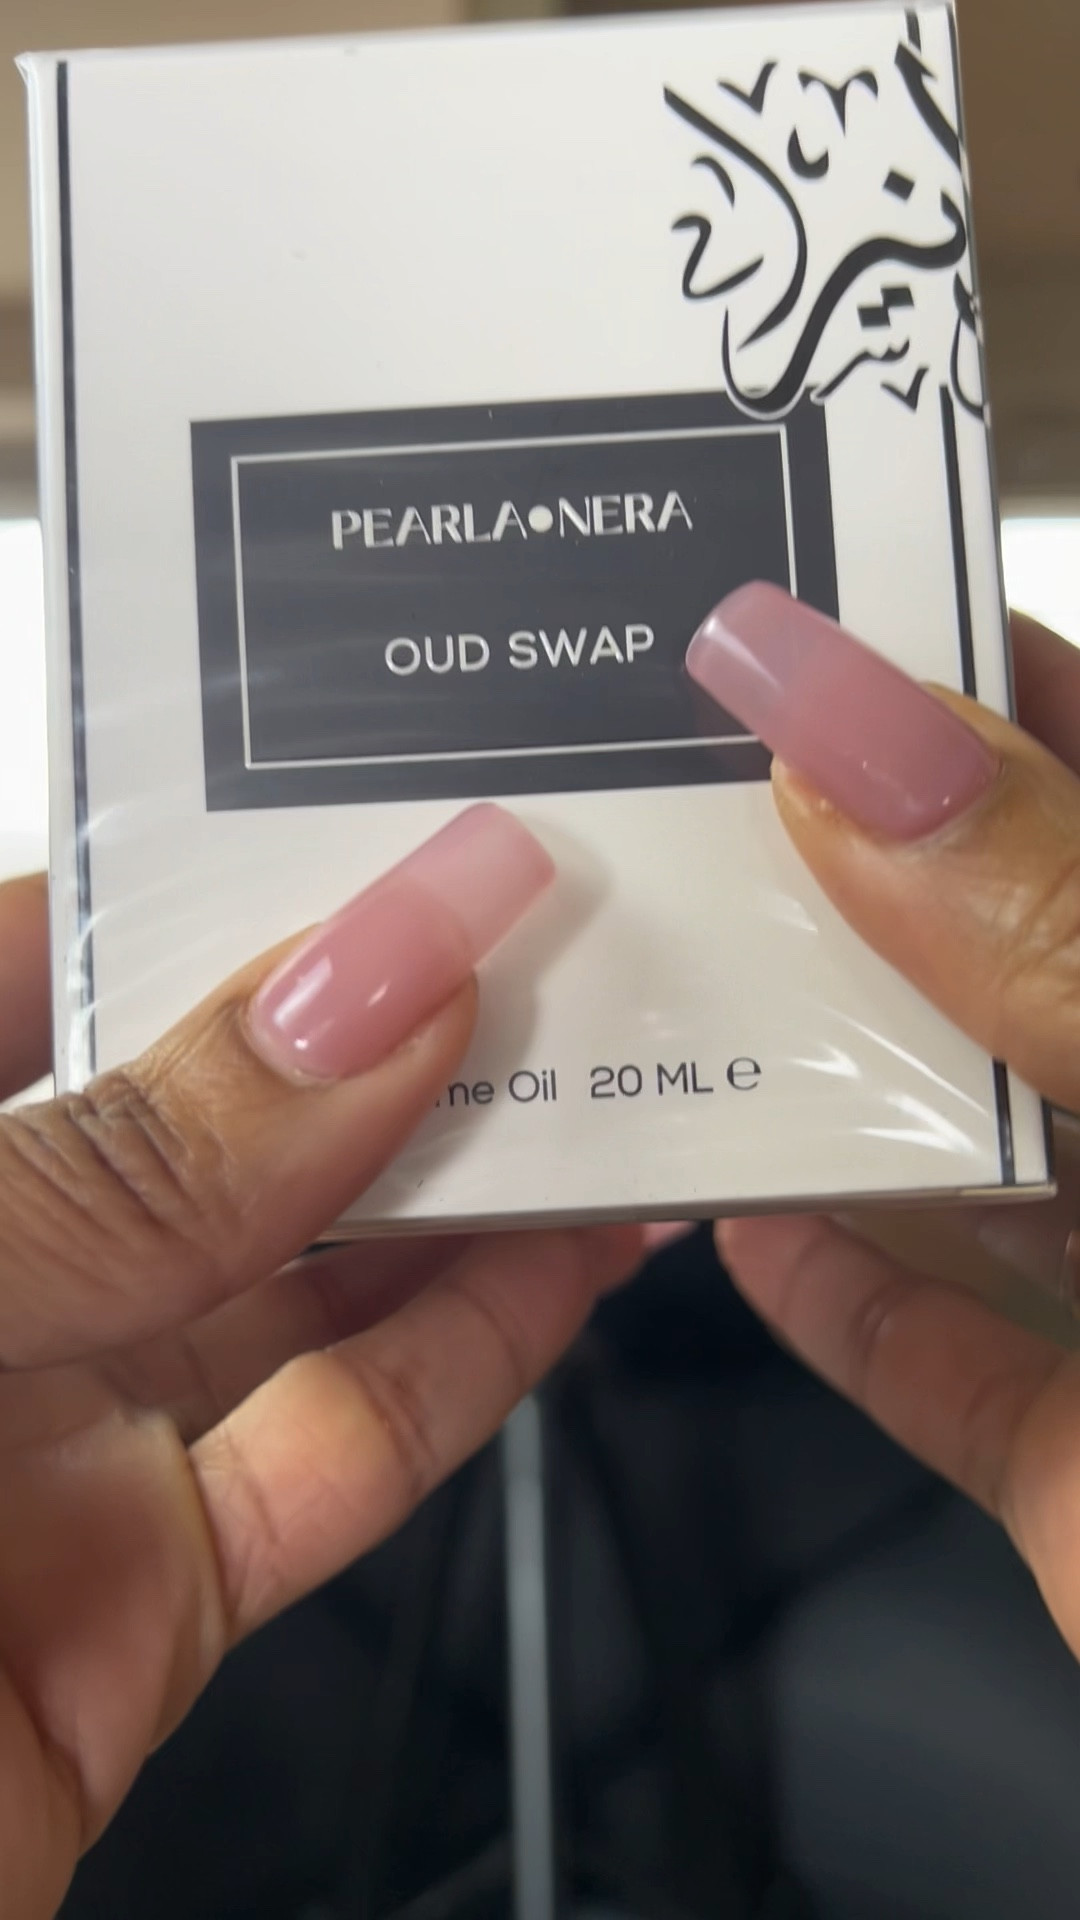 PEARLA•NERA
OUD SWAP
Oil 20 ML ℮